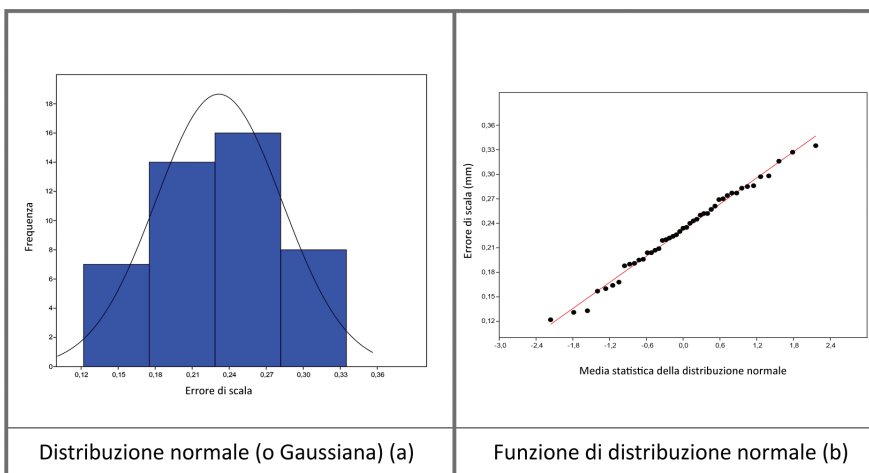 18
16
14
12
10
8
6
4
2
0
Frequenza
0,12 0,15 0,18 0,21 0,24 0,27 0,30 0,33 0,36
Errore di scala
Distribuzione normale (o Gaussiana) (a)
0,36
0,33
0,30
0,27
0,24
0,21
0,18
0,15
0,12
Errore di scala (mm)
-3,0 -2,4 -1,8 -1,2 -0,6 0,0 0,6 1,2 1,8 2,4
Media statistica della distribuzione normale
Funzione di distribuzione normale (b)